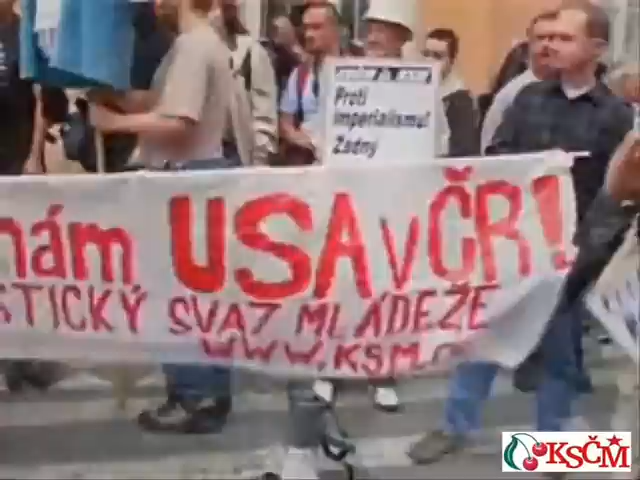 Proti
imperialismu!
Žádný
nám USA v ČR!
STICKÝ SVAZ MLÁDEŽE
WWW.KSM.
KSČM